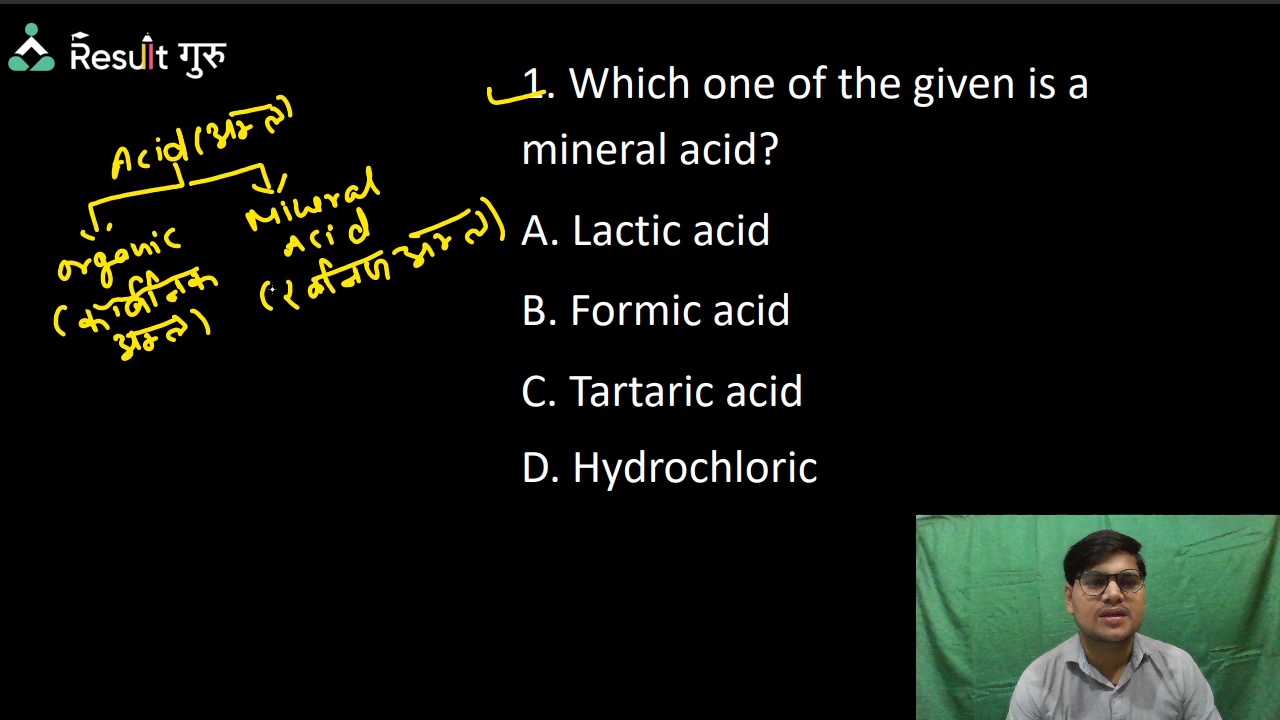 Result गुरु
1. Which one of the given is a
mineral acid?
A. Lactic acid
B. Formic acid
C. Tartaric acid
D. Hydrochloric
Acid (अम्ल)
Organic
(कार्बनिक
अम्ल)
Mineral
Acid
(खनिज अम्ल)